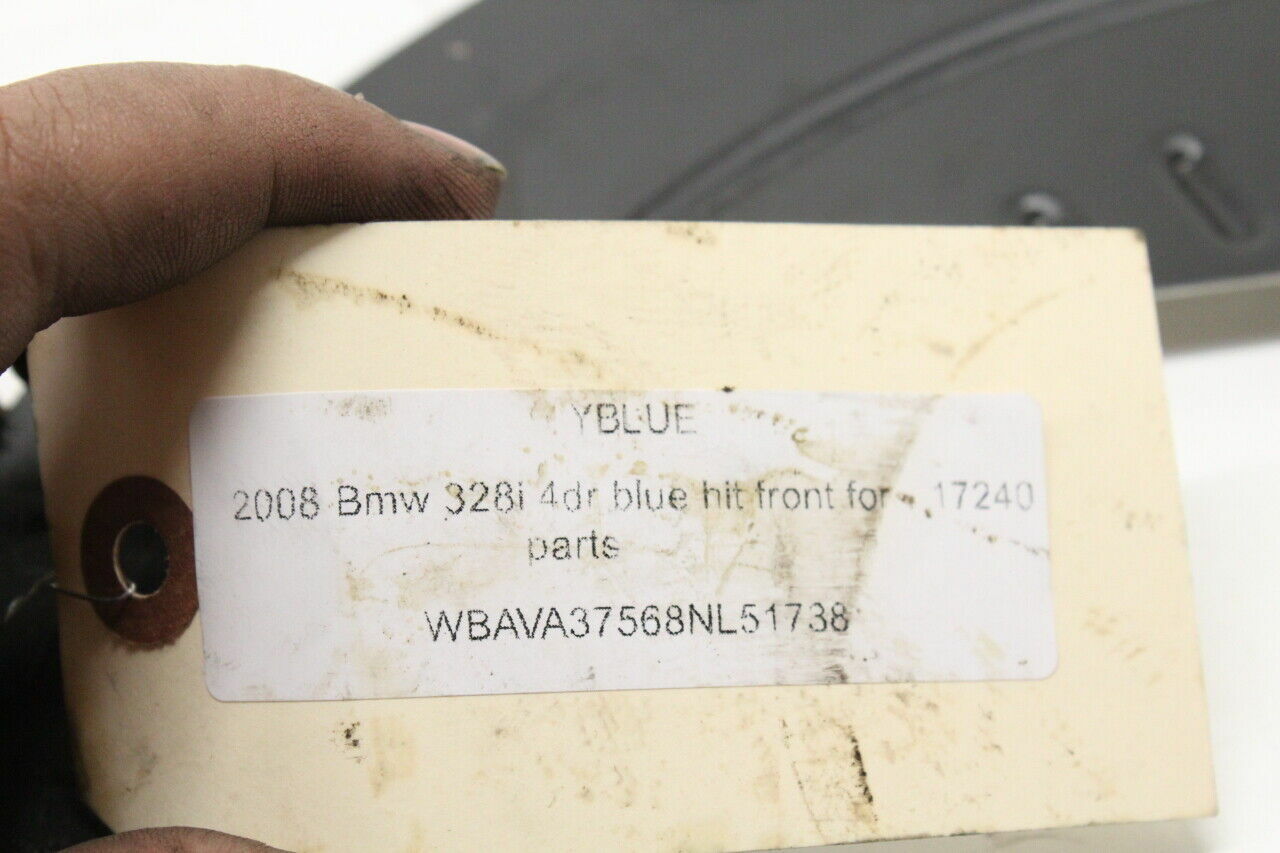 YBLUE
2008 Bmw 328i 4dr blue hit front for 17240
parts
WBAVA37568NL51738